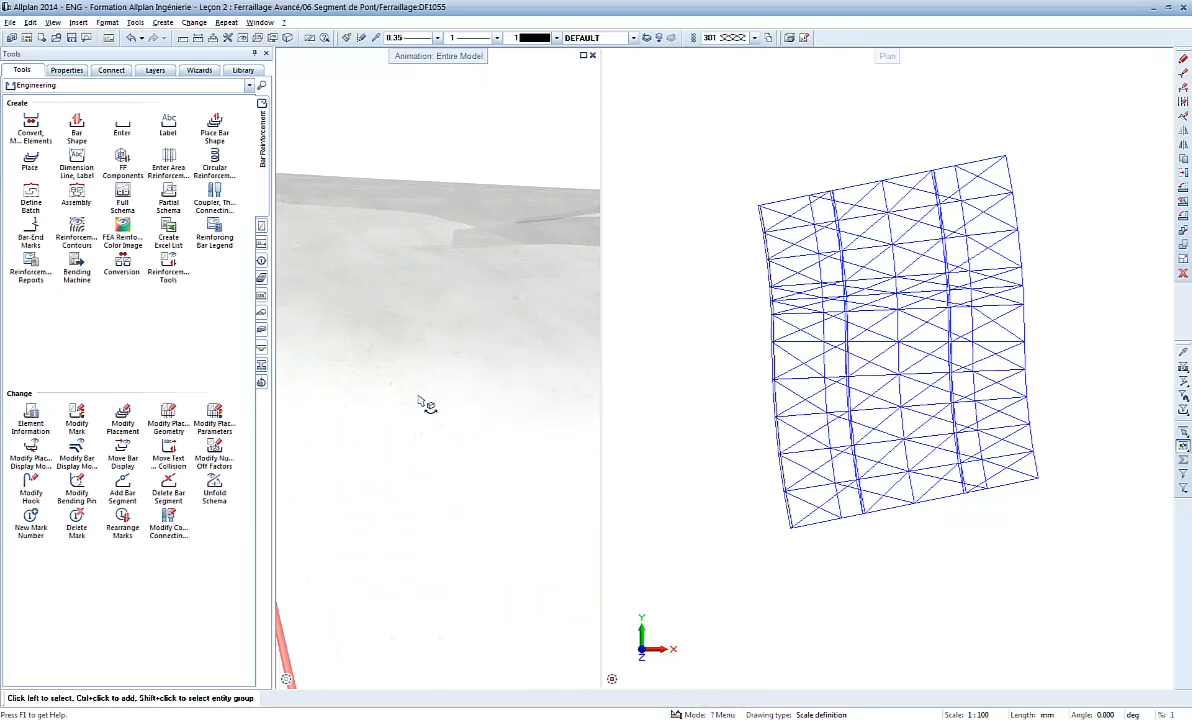 Allplan 2014 - ENG - Formation Allplan Ingénierie - Leçon 2 : Ferraillage Avancé/06 Segment de Pont/Ferraillage:DF1055
File Edit View Insert Format Tools Create Change Repeat Window ?
0.35 1 1 DEFAULT 301
Tools
Tools Properties Connect Layers Wizards Library
Engineering
Animation: Entire Model
Plan
Create
Bar Reinforcement
Convert, M... Elements
Bar Shape
Enter
Label
Place Bar Shape
Place
Dimension Line, Label
FF Components
Enter Area Reinforcem...
Circular Reinforcem...
Define Batch
Assembly
Full Schema
Partial Schema
Coupler, Th... Connectin...
Bar-End Marks
Reinforcem... Contours
FEA Reinfo... Color Image
Create Excel List
Reinforcing Bar Legend
Reinforcem... Reports
Bending Machine
Conversion
Reinforcem... Tools
Change
Element Information
Modify Mark
Modify Placement
Modify Plac... Geometry
Modify Plac... Parameters
Modify Plac... Display Mo...
Modify Bar Display Mo...
Move Bar Display
Move Text ... Collision
Modify Nu... Off Factors
Modify Hook
Modify Bending Pin
Add Bar Segment
Delete Bar Segment
Unfold Schema
New Mark Number
Delete Mark
Rearrange Marks
Modify Co... Connectin...
Y
X
Z
Click left to select, Ctrl+click to add, Shift+click to select entity group
Press F1 to get Help.
Mode: ? Menu Drawing type: Scale definition Scale: 1 : 100 Length: mm Angle: 0.000 deg %: 1